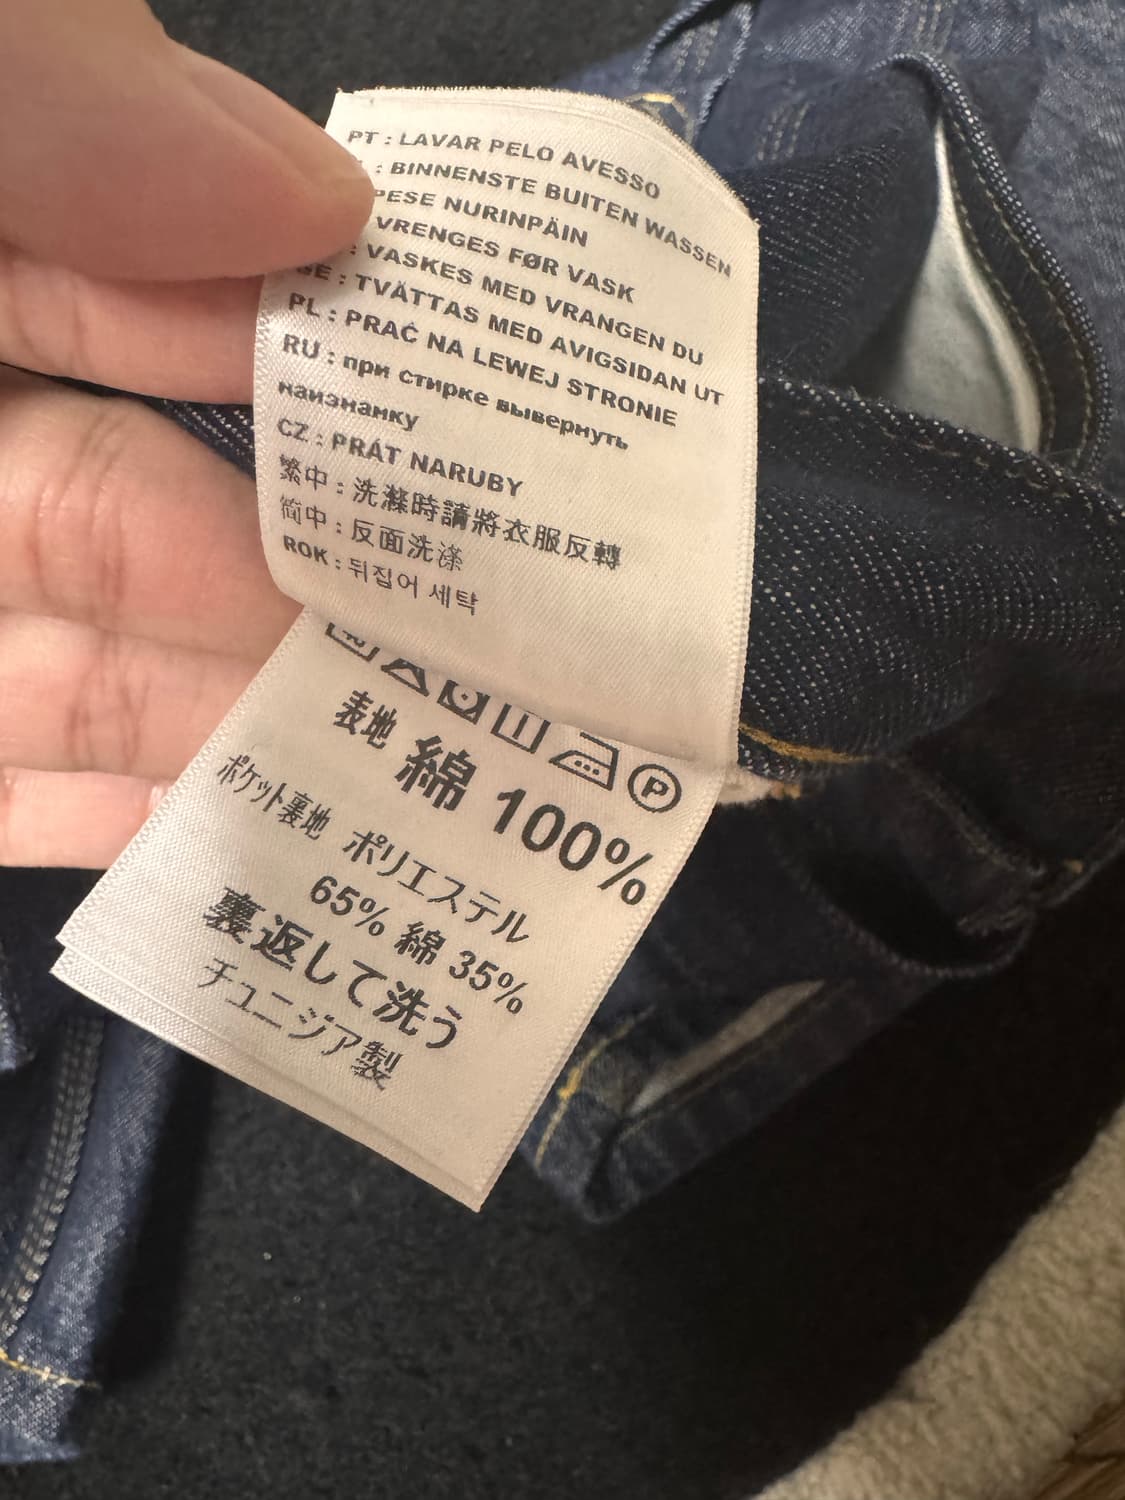 PT : LAVAR PELO AVESSO
: BINNENSTE BUITEN WASSEN
PESE NURINPÄIN
VRENGES FØR VASK
: VASKES MED VRANGEN DU
SE : TVÄTTAS MED AVIGSIDAN UT
PL : PRAĆ NA LEWEJ STRONIE
RU : при стирке вывернуть
наизнанку
CZ : PRÁT NARUBY
繁中 : 洗滌時請將衣服反轉
简中 : 反面洗涤
ROK : 뒤집어 세탁
P
表地 綿 100%
ポケット裏地 ポリエステル
65% 綿 35%
裏返して洗う
チュニジア製